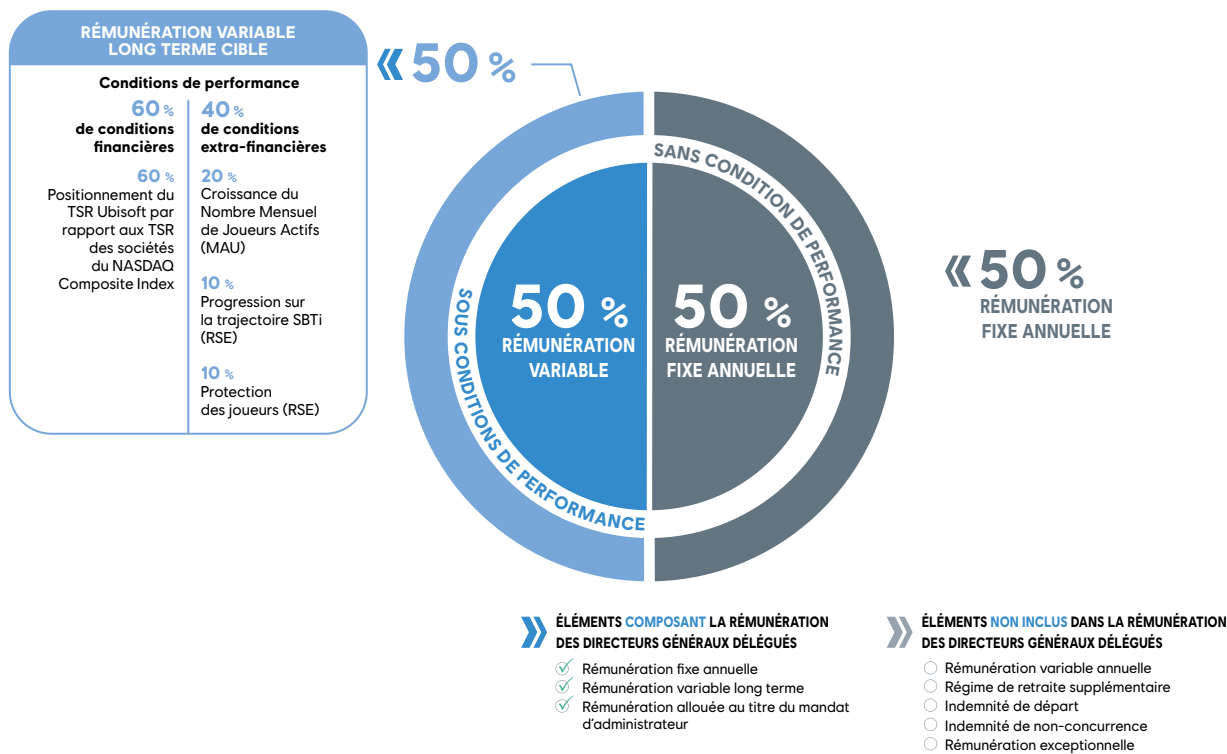 RÉMUNÉRATION VARIABLE
LONG TERME CIBLE
Conditions de performance
60 %
de conditions
financières
60 %
Positionnement du
TSR Ubisoft par
rapport aux TSR
des sociétés
du NASDAQ
Composite Index
40 %
de conditions
extra-financières
20 %
Croissance du
Nombre Mensuel
de Joueurs Actifs
(MAU)
10 %
Progression sur
la trajectoire SBTi
(RSE)
10 %
Protection
des joueurs (RSE)
« 50 %
SOUS CONDITIONS DE PERFORMANCE
50 %
RÉMUNÉRATION
VARIABLE
SANS CONDITION DE PERFORMANCE
50 %
RÉMUNÉRATION
FIXE ANNUELLE
« 50 %
RÉMUNÉRATION
FIXE ANNUELLE
» ÉLÉMENTS COMPOSANT LA RÉMUNÉRATION
DES DIRECTEURS GÉNÉRAUX DÉLÉGUÉS
Rémunération fixe annuelle
Rémunération variable long terme
Rémunération allouée au titre du mandat
d'administrateur
» ÉLÉMENTS NON INCLUS DANS LA RÉMUNÉRATION
DES DIRECTEURS GÉNÉRAUX DÉLÉGUÉS
Rémunération variable annuelle
Régime de retraite supplémentaire
Indemnité de départ
Indemnité de non-concurrence
Rémunération exceptionnelle